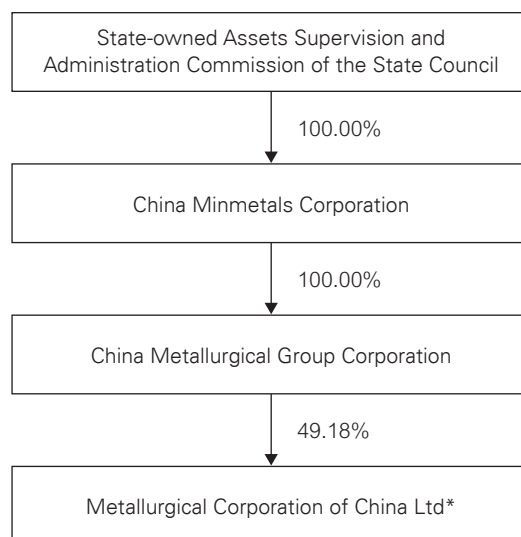 State-owned Assets Supervision and
Administration Commission of the State Council
100.00%
China Minmetals Corporation
100.00%
China Metallurgical Group Corporation
49.18%
Metallurgical Corporation of China Ltd*